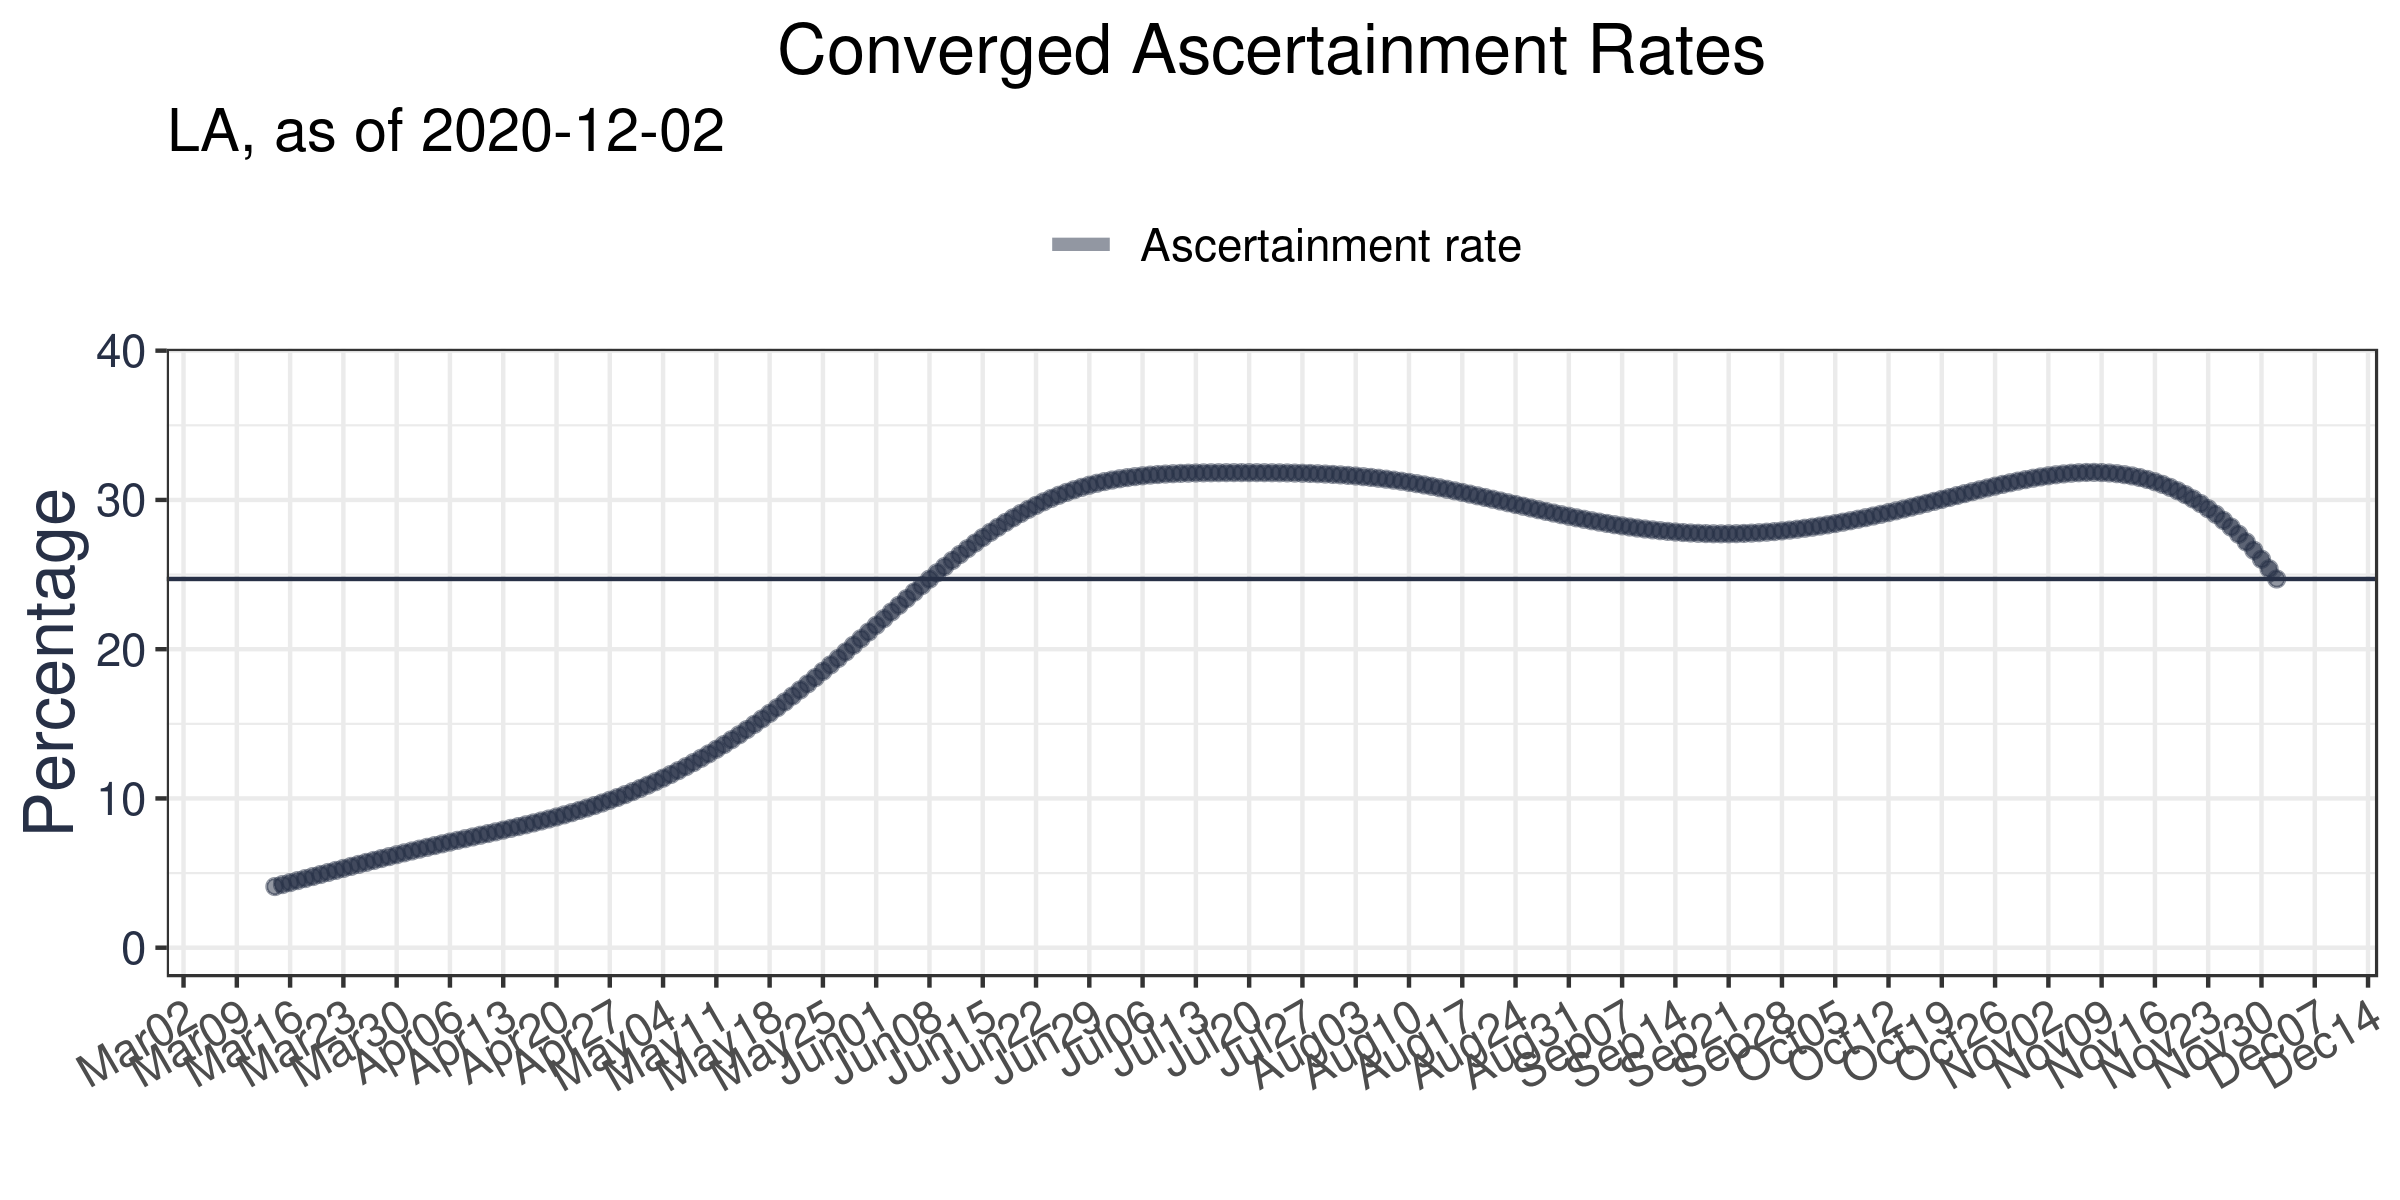 Converged Ascertainment Rates
LA, as of 2020-12-02
Ascertainment rate
Percentage
40
30
20
10
0
Mar02
Mar09
Mar16
Mar23
Mar30
Apr06
Apr13
Apr20
Apr27
May04
May11
May18
May25
Jun01
Jun08
Jun15
Jun22
Jun29
Jul06
Jul13
Jul20
Jul27
Aug03
Aug10
Aug17
Aug24
Aug31
Sep07
Sep14
Sep21
Sep28
Oct05
Oct12
Oct19
Oct26
Nov02
Nov09
Nov16
Nov23
Nov30
Dec07
Dec14